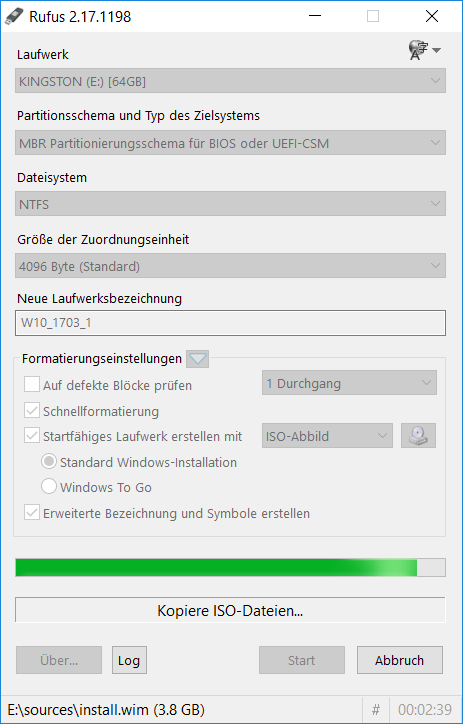 Rufus 2.17.1198
Laufwerk
KINGSTON (E:) [64GB]
Partitionsschema und Typ des Zielsystems
MBR Partitionierungsschema für BIOS oder UEFI-CSM
Dateisystem
NTFS
Größe der Zuordnungseinheit
4096 Byte (Standard)
Neue Laufwerksbezeichnung
W10_1703_1
Formatierungseinstellungen
Auf defekte Blöcke prüfen
1 Durchgang
Schnellformatierung
Startfähiges Laufwerk erstellen mit
ISO-Abbild
Standard Windows-Installation
Windows To Go
Erweiterte Bezeichnung und Symbole erstellen
Kopiere ISO-Dateien...
Über... Log Start Abbruch
E:\sources\install.wim (3.8 GB) # 00:02:39